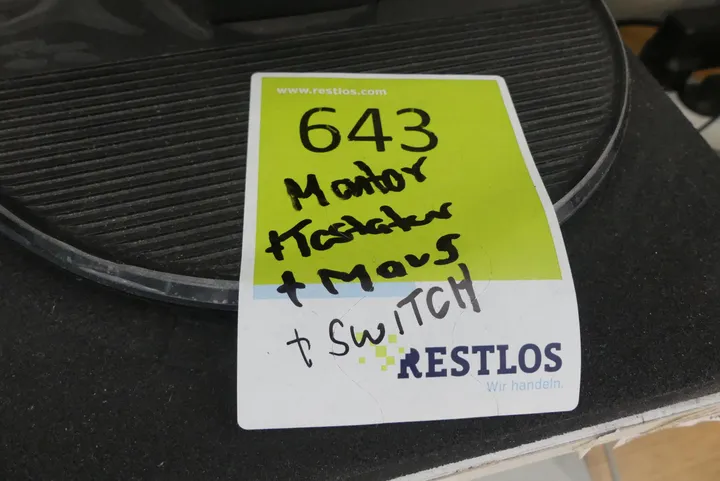 www.restlos.com
643
Monitor
+Tastatur
+ Maus
+ SWITCH
RESTLOS
Wir handeln.